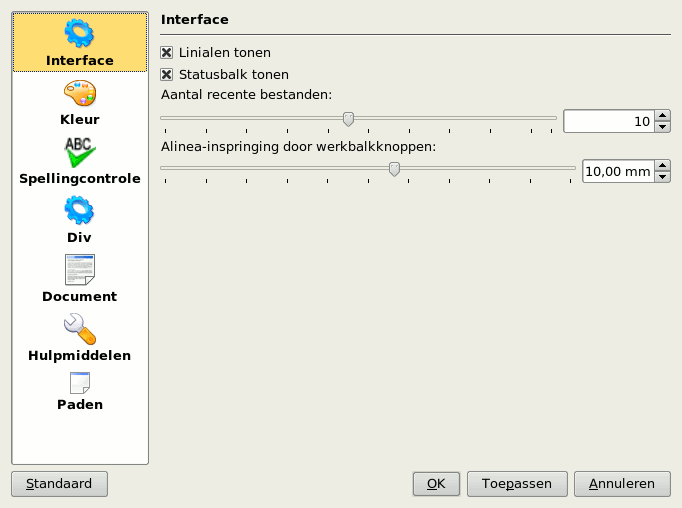 Interface
Kleur
ABC
Spellingcontrole
Div
Document
Hulpmiddelen
Paden
Interface
Linialen tonen
Statusbalk tonen
Aantal recente bestanden:
10
Alinea-inspringing door werkbalkknoppen:
10,00 mm
Standaard
OK
Toepassen
Annuleren